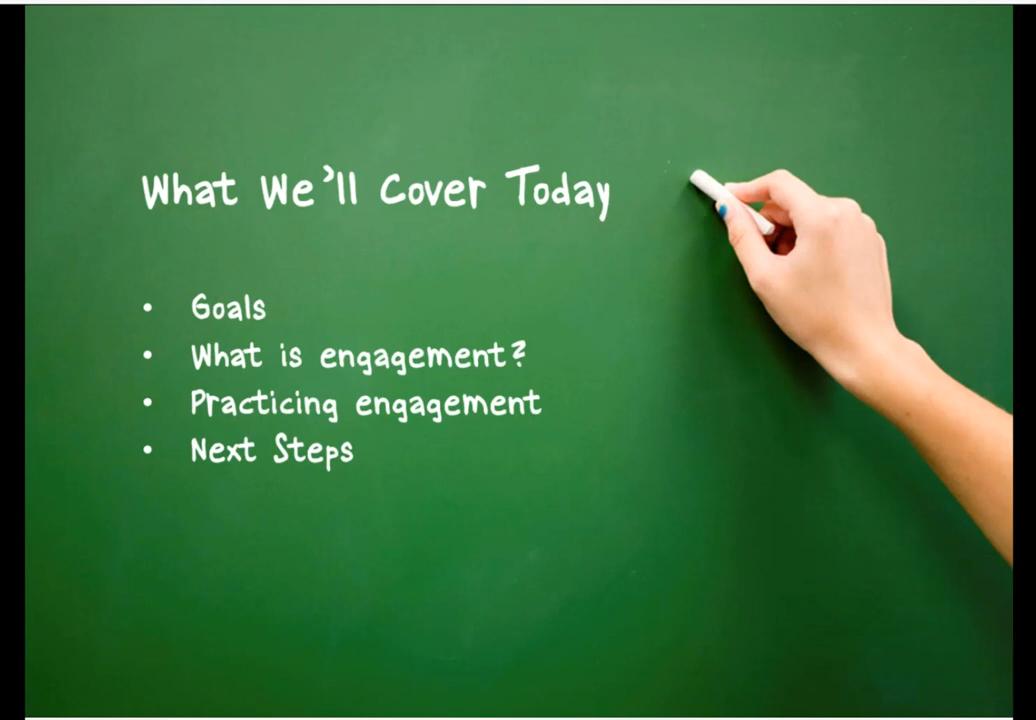 What We'll Cover Today
• Goals
• What is engagement?
• Practicing engagement
• Next Steps